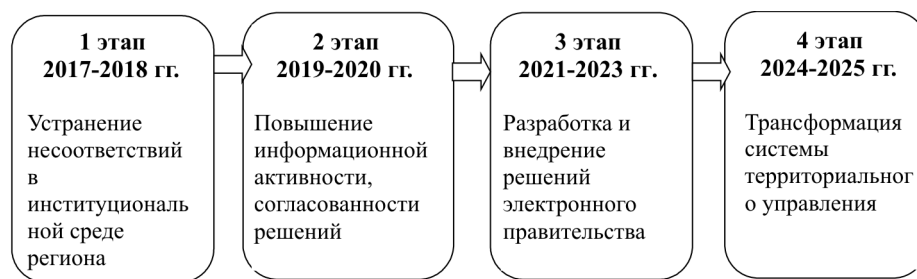 1 этап
2017-2018 гг.
Устранение
несоответствий
в
институциональ
ной среде
региона
2 этап
2019-2020 гг.
Повышение
информационной
активности,
согласованности
решений
3 этап
2021-2023 гг.
Разработка и
внедрение
решений
электронного
правительства
4 этап
2024-2025 гг.
Трансформация
системы
территориальног
о управления